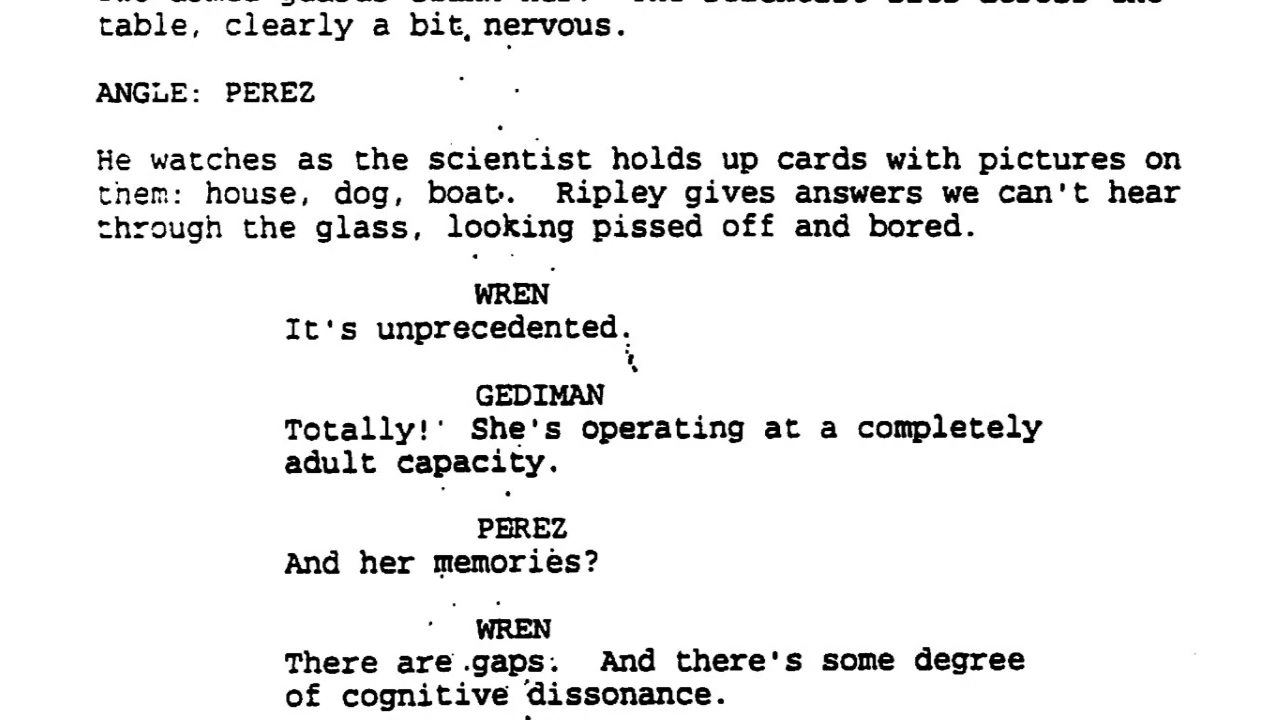 table, clearly a bit nervous.
ANGLE: PEREZ
He watches as the scientist holds up cards with pictures on
them: house, dog, boat. Ripley gives answers we can't hear
through the glass, looking pissed off and bored.
WREN
It's unprecedented.
GEDIMAN
Totally! She's operating at a completely
adult capacity.
PEREZ
And her memories?
WREN
There are gaps. And there's some degree
of cognitive dissonance.